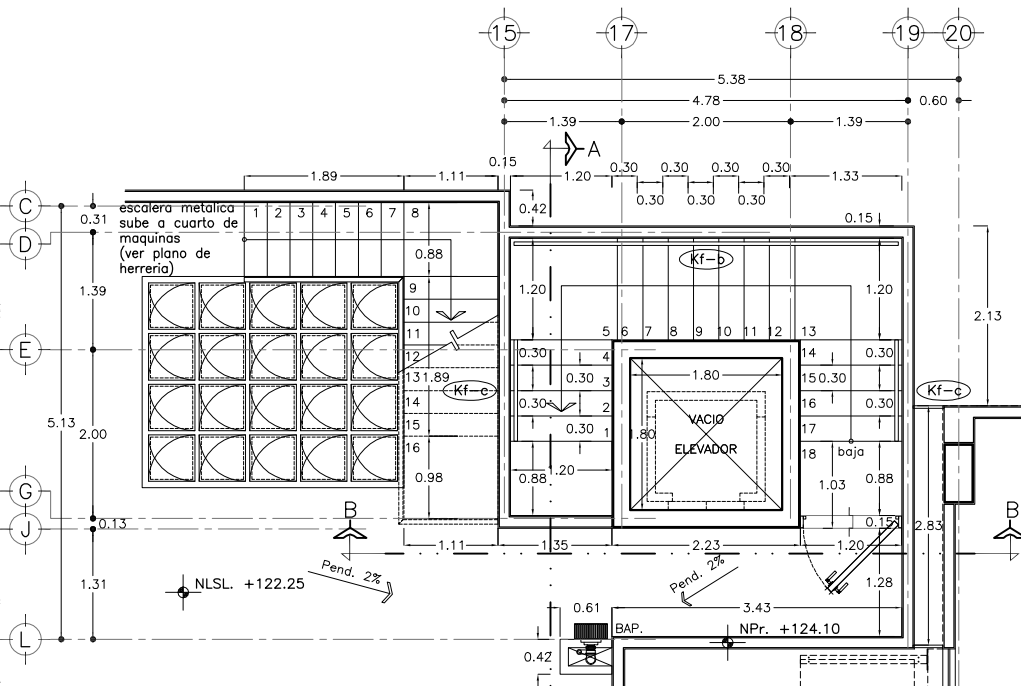 15 17 18 19 20
5.38
4.78 0.60
1.39 2.00 1.39
A
0.15
0.30 0.30 0.30 0.30
1.89 1.11 1.20 1.33
0.30 0.30 0.30
C
0.31
D
escalera metalica
sube a cuarto de
maquinas
(ver plano de
herreria)
1 2 3 4 5 6 7 8
0.42
0.15
0.88
Kf-b
1.39
9
10
11
12
13
14
15
16
1.20 1.20
2.13
5 6 7 8 9 10 11 12 13
E
0.30 4 14 0.30
0.30 3 1.80 15 0.30
1.89
Kf-c
Kf-c
0.30 2 16 0.30
5.13
2.00
VACIO
ELEVADOR
1.80
0.30 1 17
18
baja
1.20
0.98
0.88 1.03 0.88
G
B
B
J
0.13
0.15
2.83
1.11 1.35 2.23 1.20
Pend. 2%
Pend. 2%
1.31
NLSL. +122.25
1.28
0.61 3.43
L
BAP.
NPr. +124.10
0.42